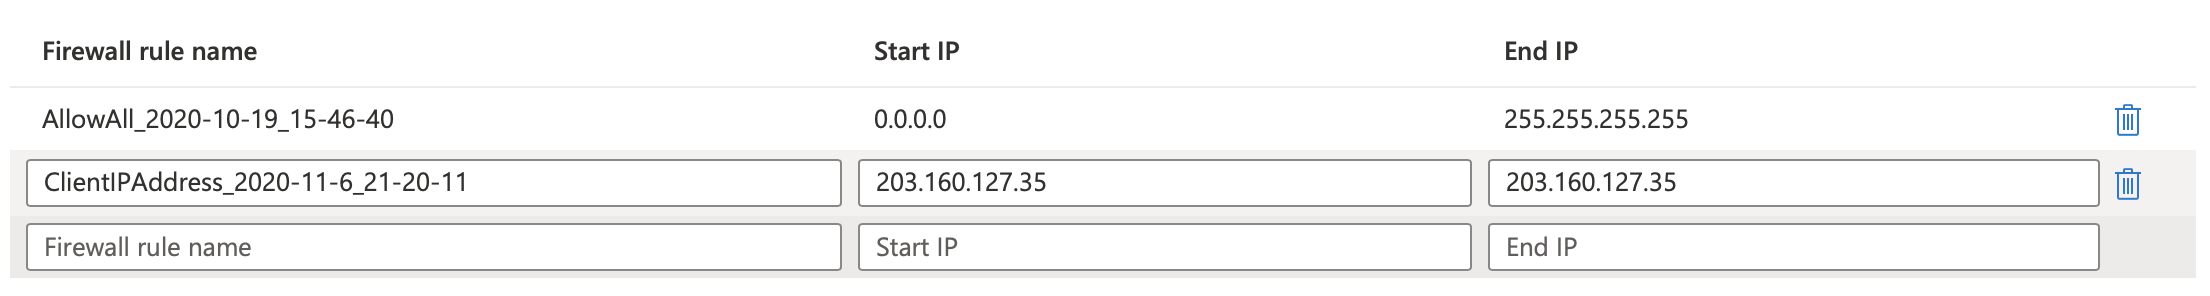 Firewall rule name Start IP End IP
AllowAll_2020-10-19_15-46-40 0.0.0.0 255.255.255.255
ClientIPAddress_2020-11-6_21-20-11 203.160.127.35 203.160.127.35
Firewall rule name Start IP End IP